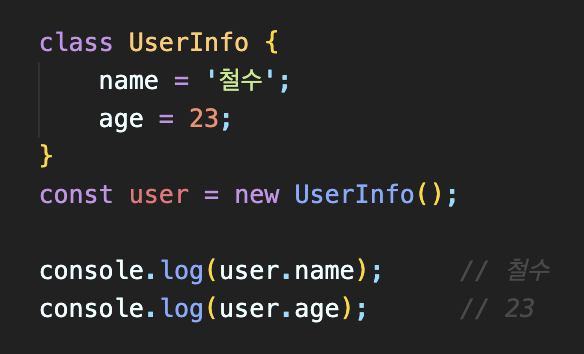 class UserInfo {
    name = '철수';
    age = 23;
}
const user = new UserInfo();

console.log(user.name);     // 철수
console.log(user.age);      // 23